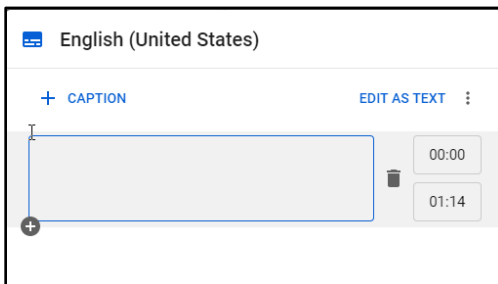 English (United States)
+ CAPTION EDIT AS TEXT
00:00
01:14